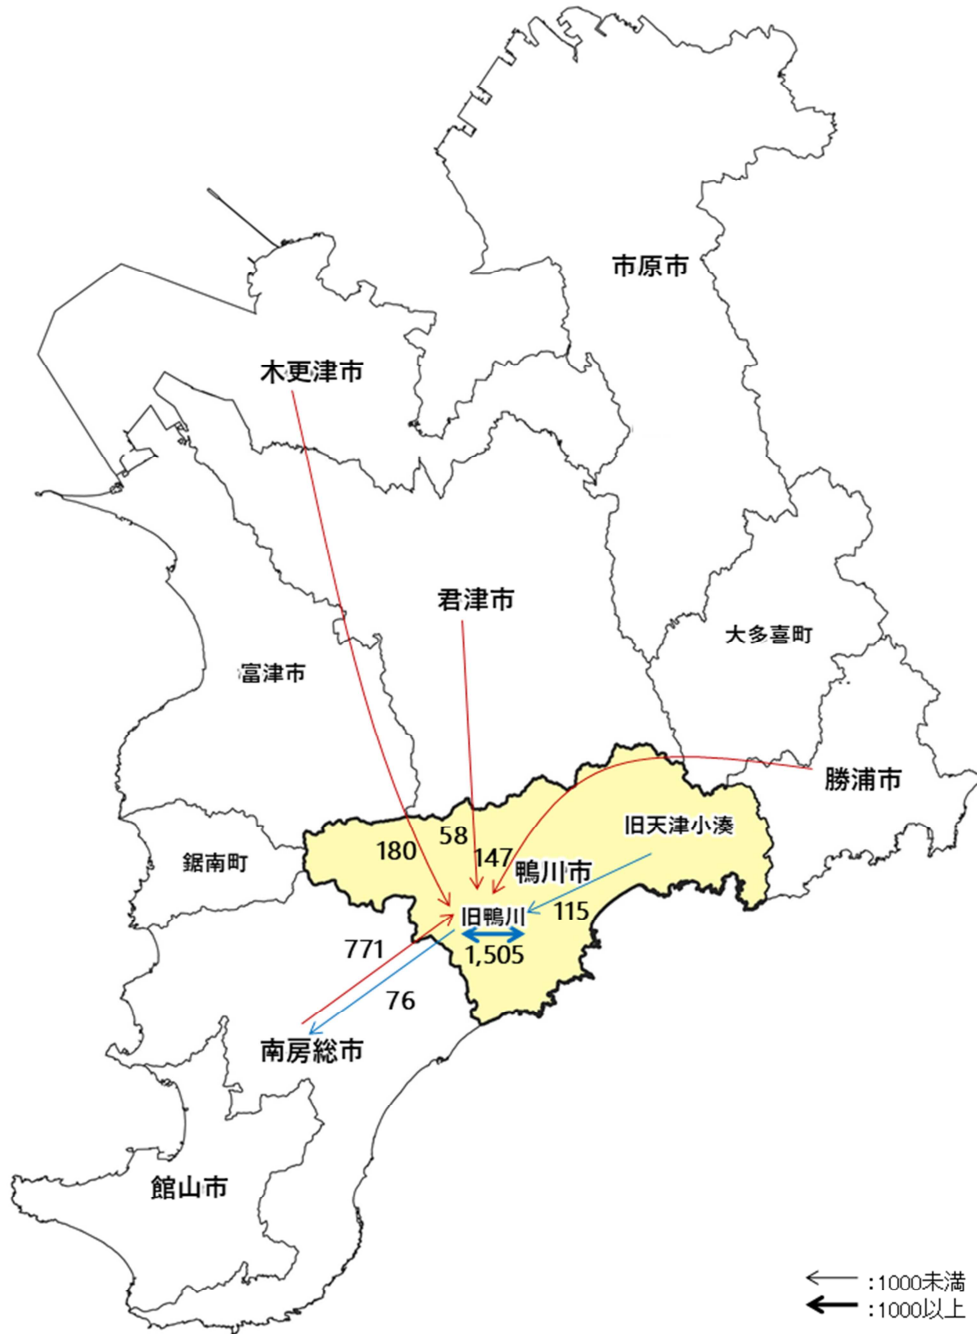 市原市
木更津市
君津市
大多喜町
富津市
勝浦市
旧天津小湊
58
180
147
鴨川市
鋸南町
旧鴨川
115
771
1,505
76
南房総市
館山市
:1000未満
:1000以上